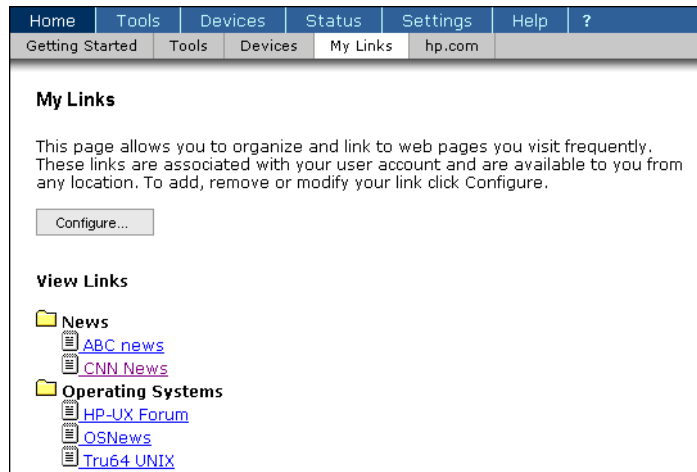 Home Tools Devices Status Settings Help ?
Getting Started Tools Devices My Links hp.com
My Links
This page allows you to organize and link to web pages you visit frequently.
These links are associated with your user account and are available to you from
any location. To add, remove or modify your link click Configure.
Configure...
View Links
News
ABC news
CNN News
Operating Systems
HP-UX Forum
OSNews
Tru64 UNIX